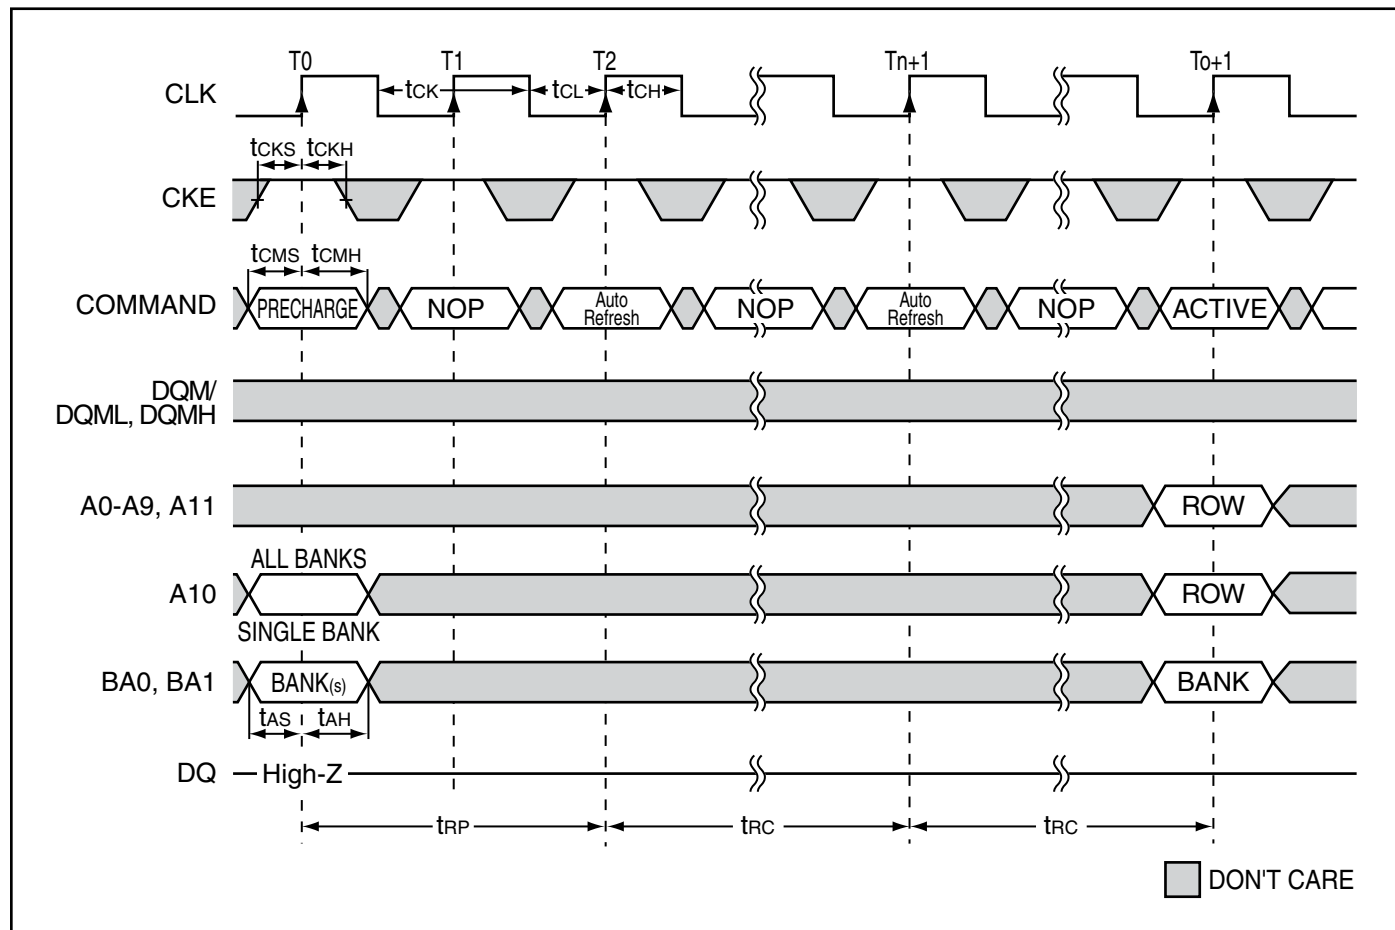 T0 T1 T2 Tn+1 To+1
CLK tCK tCL tCH
tCKS tCKH
CKE
tCMS tCMH
COMMAND PRECHARGE NOP Auto Refresh NOP Auto Refresh NOP ACTIVE
DQM/
DQML, DQMH
A0-A9, A11 ROW
ALL BANKS
A10 ROW
SINGLE BANK
BA0, BA1 BANK(s) BANK
tAS tAH
DQ High-Z
tRP tRC tRC
DON'T CARE